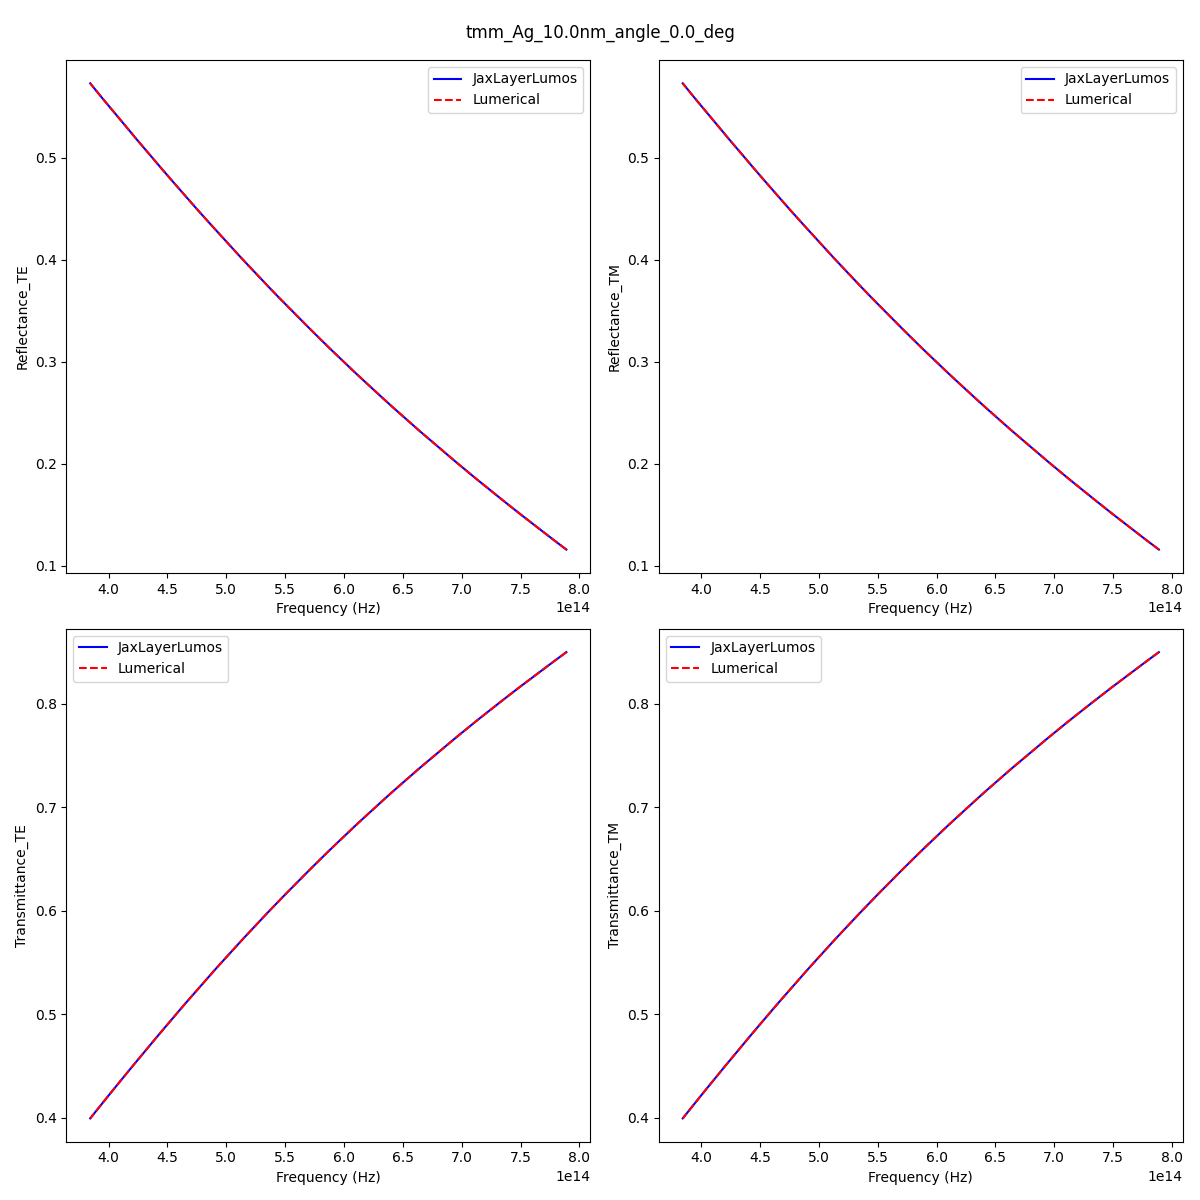 tmm_Ag_10.0nm_angle_0.0_deg
JaxLayerLumos
Lumerical
Reflectance_TE
0.5
0.4
0.3
0.2
0.1
4.0 4.5 5.0 5.5 6.0 6.5 7.0 7.5 8.0
Frequency (Hz)
1e14
JaxLayerLumos
Lumerical
Reflectance_TM
0.5
0.4
0.3
0.2
0.1
4.0 4.5 5.0 5.5 6.0 6.5 7.0 7.5 8.0
Frequency (Hz)
1e14
JaxLayerLumos
Lumerical
Transmittance_TE
0.8
0.7
0.6
0.5
0.4
4.0 4.5 5.0 5.5 6.0 6.5 7.0 7.5 8.0
Frequency (Hz)
1e14
JaxLayerLumos
Lumerical
Transmittance_TM
0.8
0.7
0.6
0.5
0.4
4.0 4.5 5.0 5.5 6.0 6.5 7.0 7.5 8.0
Frequency (Hz)
1e14